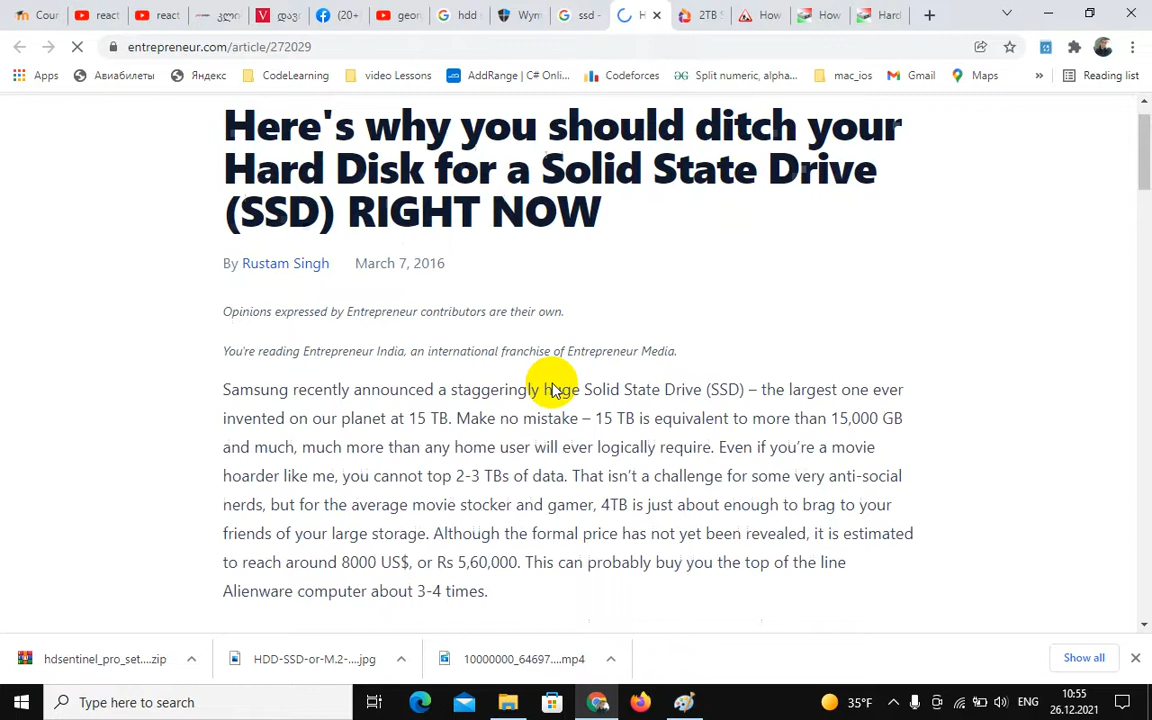 Cour
react
react
კლი
დავ
(20+
geor
hdd
Wym
ssd -
H
2TB S
How
How
Hard
entrepreneur.com/article/272029
Apps
Авиабилеты
Яндекс
CodeLearning
video Lessons
AddRange | C# Onl...
Codeforces
Split numeric, alpha...
mac_ios
Gmail
Maps
»
Reading list
Here's why you should ditch your
Hard Disk for a Solid State Drive
(SSD) RIGHT NOW
By Rustam Singh March 7, 2016
Opinions expressed by Entrepreneur contributors are their own.
You're reading Entrepreneur India, an international franchise of Entrepreneur Media.
Samsung recently announced a staggeringly huge Solid State Drive (SSD) – the largest one ever
invented on our planet at 15 TB. Make no mistake – 15 TB is equivalent to more than 15,000 GB
and much, much more than any home user will ever logically require. Even if you're a movie
hoarder like me, you cannot top 2-3 TBs of data. That isn't a challenge for some very anti-social
nerds, but for the average movie stocker and gamer, 4TB is just about enough to brag to your
friends of your large storage. Although the formal price has not yet been revealed, it is estimated
to reach around 8000 US$, or Rs 5,60,000. This can probably buy you the top of the line
Alienware computer about 3-4 times.
hdsentinel_pro_set....zip
HDD-SSD-or-M.2-....jpg
10000000_64697....mp4
Show all
Type here to search
35°F
ENG
10:55
26.12.2021